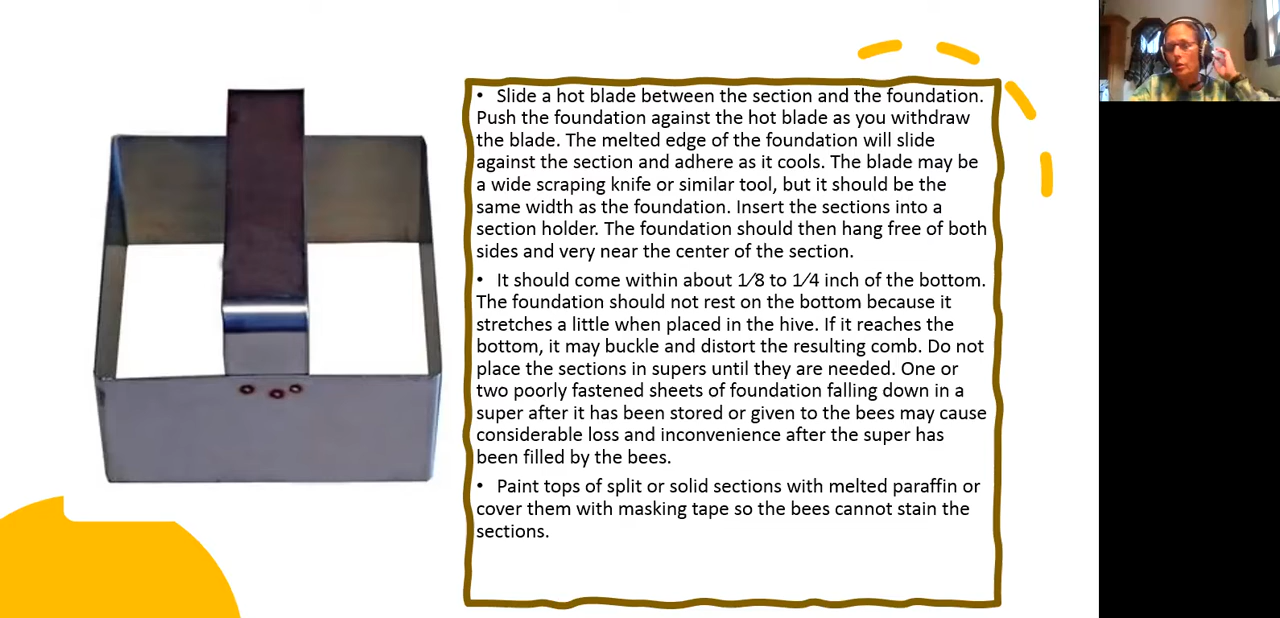 • Slide a hot blade between the section and the foundation.
Push the foundation against the hot blade as you withdraw
the blade. The melted edge of the foundation will slide
against the section and adhere as it cools. The blade may be
a wide scraping knife or similar tool, but it should be the
same width as the foundation. Insert the sections into a
section holder. The foundation should then hang free of both
sides and very near the center of the section.
• It should come within about 1⁄8 to 1⁄4 inch of the bottom.
The foundation should not rest on the bottom because it
stretches a little when placed in the hive. If it reaches the
bottom, it may buckle and distort the resulting comb. Do not
place the sections in supers until they are needed. One or
two poorly fastened sheets of foundation falling down in a
super after it has been stored or given to the bees may cause
considerable loss and inconvenience after the super has
been filled by the bees.
• Paint tops of split or solid sections with melted paraffin or
cover them with masking tape so the bees cannot stain the
sections.